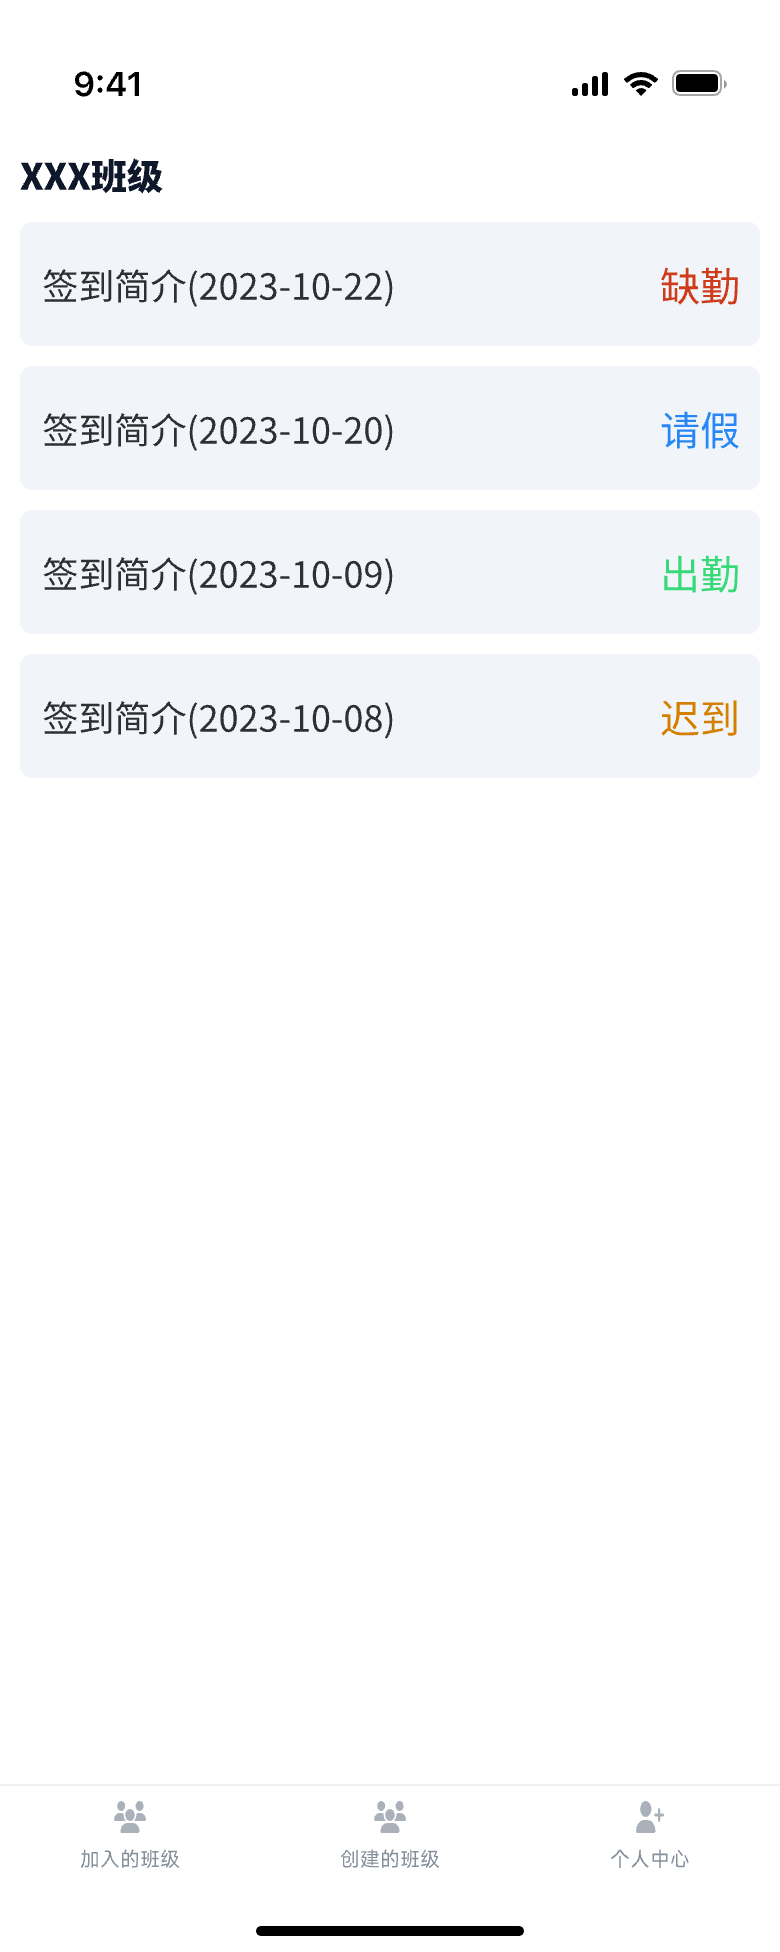 9:41
XXX班级
签到简介(2023-10-22) 缺勤
签到简介(2023-10-20) 请假
签到简介(2023-10-09) 出勤
签到简介(2023-10-08) 迟到
加入的班级 创建的班级 个人中心